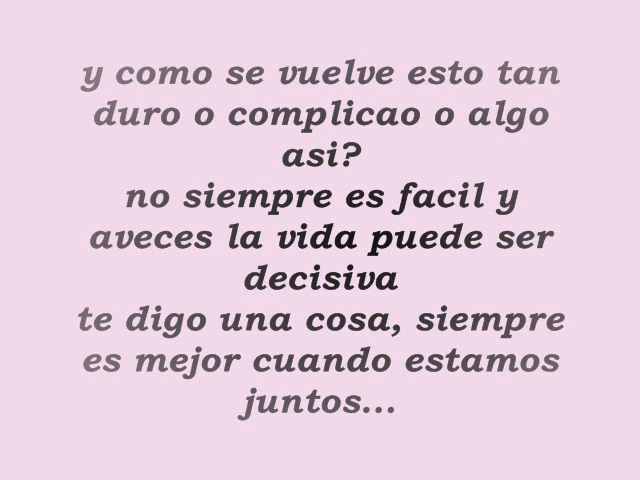 y como se vuelve esto tan
duro o complicao o algo
asi?
no siempre es facil y
aveces la vida puede ser
decisiva
te digo una cosa, siempre
es mejor cuando estamos
juntos...